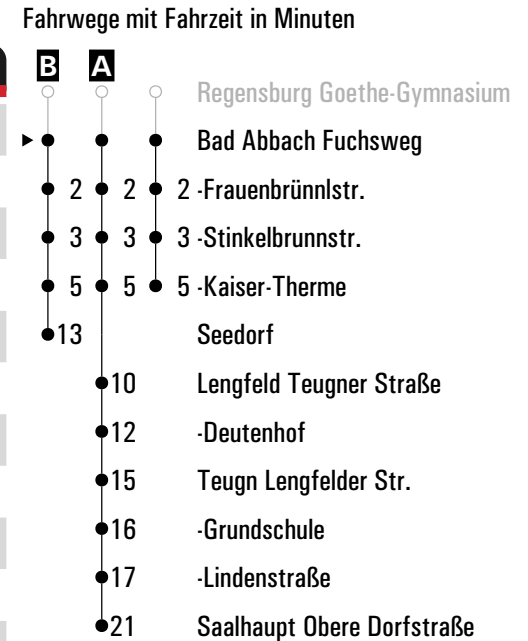 Fahrwege mit Fahrzeit in Minuten
B A
Regensburg Goethe-Gymnasium
Bad Abbach Fuchsweg
2 2 2 -Frauenbrünnlstr.
3 3 3 -Stinkelbrunnstr.
5 5 5 -Kaiser-Therme
13 Seedorf
10 Lengfeld Teugner Straße
12 -Deutenhof
15 Teugn Lengfelder Str.
16 -Grundschule
17 -Lindenstraße
21 Saalhaupt Obere Dorfstraße